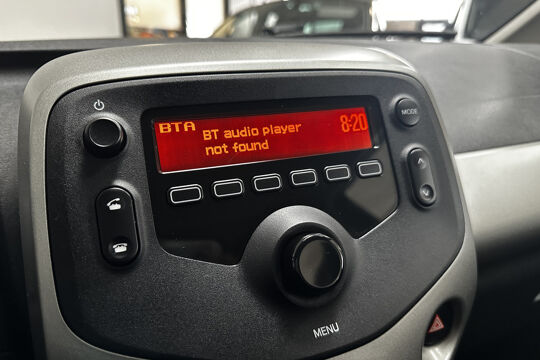 BTA
BT audio player
not found
8:20
MODE
MENU